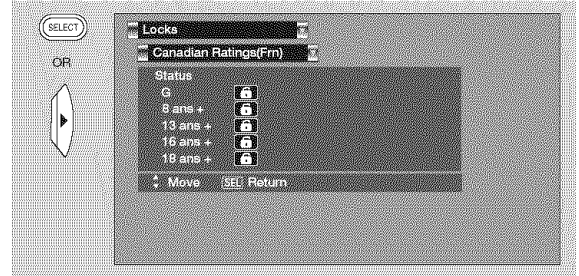 SELECT
OR
Locks
Canadian Ratings(Frn)
Status
G
8 ans +
13 ans +
16 ans +
18 ans +
Move SEL Return